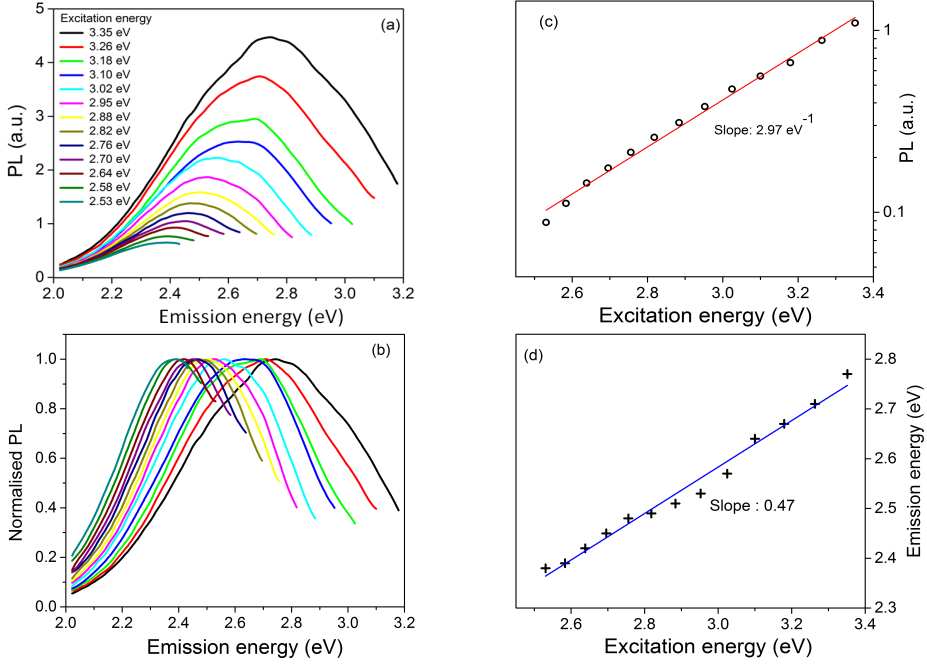 (a)
Excitation energy
3.35 eV
3.26 eV
3.18 eV
3.10 eV
3.02 eV
2.95 eV
2.88 eV
2.82 eV
2.76 eV
2.70 eV
2.64 eV
2.58 eV
2.53 eV
5
4
3
2
1
0
PL (a.u.)
2.0 2.2 2.4 2.6 2.8 3.0 3.2
Emission energy (eV)
(c)
Slope: 2.97 eV-1
1
0.1
PL (a.u.)
2.6 2.8 3.0 3.2 3.4
Excitation energy (eV)
(b)
1.0
0.8
0.6
0.4
0.2
0.0
Normalised PL
2.0 2.2 2.4 2.6 2.8 3.0 3.2
Emission energy (eV)
(d)
Slope : 0.47
2.8
2.7
2.6
2.5
2.4
2.3
Emission energy (eV)
2.6 2.8 3.0 3.2 3.4
Excitation energy (eV)